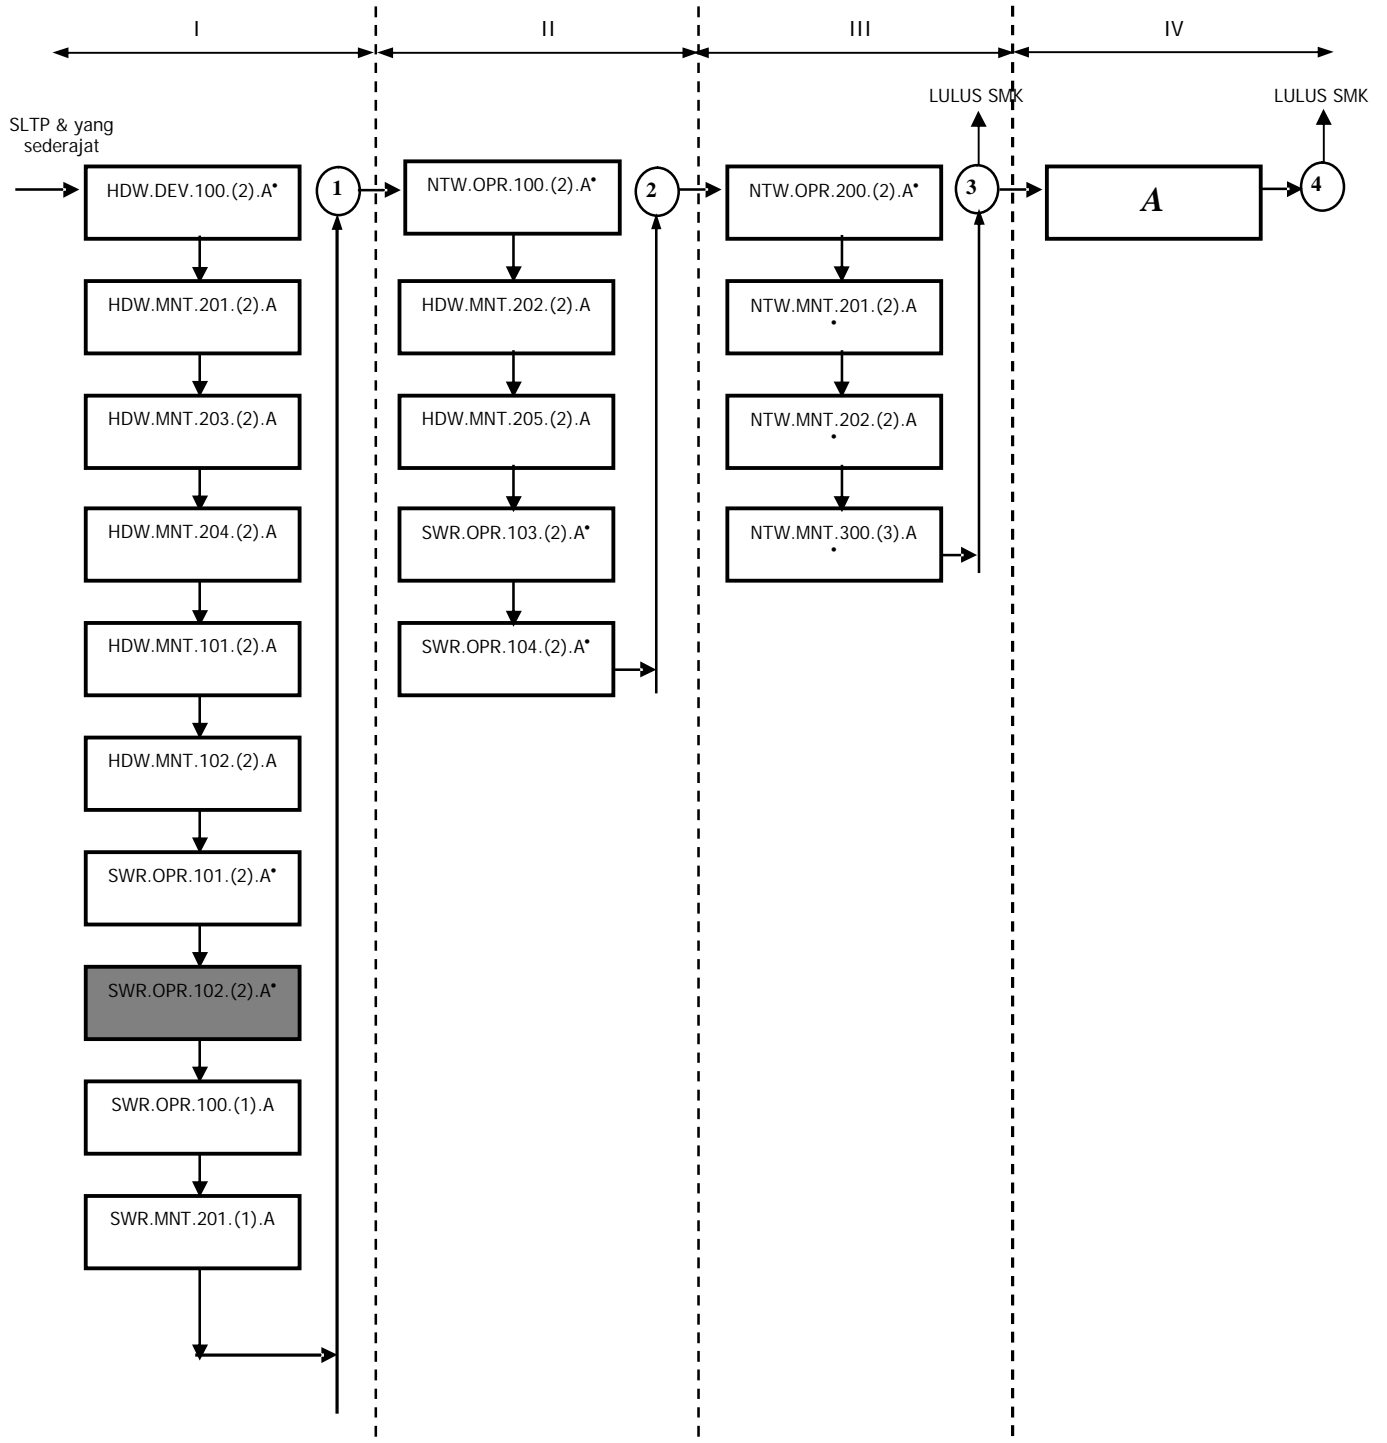 I
II
III
IV
LULUS SMK
LULUS SMK
SLTP & yang
sederajat
HDW.DEV.100.(2).A•
HDW.MNT.201.(2).A
HDW.MNT.203.(2).A
HDW.MNT.204.(2).A
HDW.MNT.101.(2).A
HDW.MNT.102.(2).A
SWR.OPR.101.(2).A•
SWR.OPR.102.(2).A•
SWR.OPR.100.(1).A
SWR.MNT.201.(1).A
1
NTW.OPR.100.(2).A•
HDW.MNT.202.(2).A
HDW.MNT.205.(2).A
SWR.OPR.103.(2).A•
SWR.OPR.104.(2).A•
2
NTW.OPR.200.(2).A•
NTW.MNT.201.(2).A
•
NTW.MNT.202.(2).A
•
NTW.MNT.300.(3).A
•
3
A
4